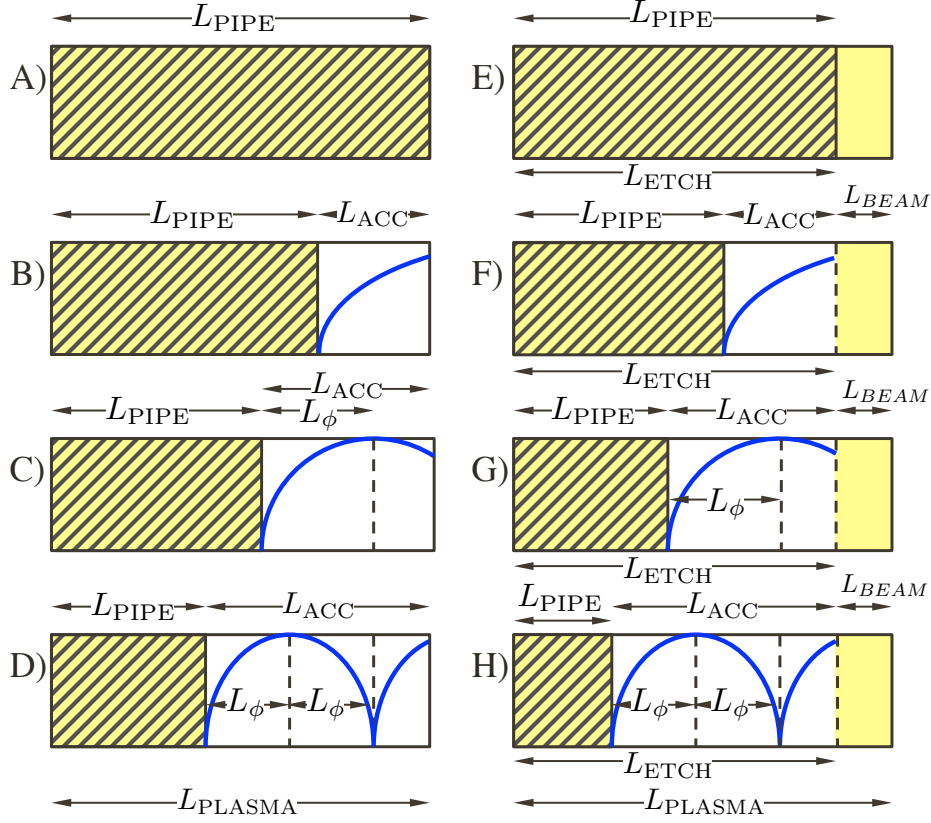 L_PIPE
A)
L_PIPE L_ACC
B)
L_ACC
L_PIPE L_ϕ
C)
L_PIPE L_ACC
D)
L_ϕ L_ϕ
L_PLASMA
L_PIPE
E)
L_ETCH
L_PIPE L_ACC L_BEAM
F)
L_ETCH
L_PIPE L_ACC L_BEAM
G)
L_ϕ
L_ETCH
L_PIPE L_ACC L_BEAM
H)
L_ϕ L_ϕ
L_ETCH
L_PLASMA